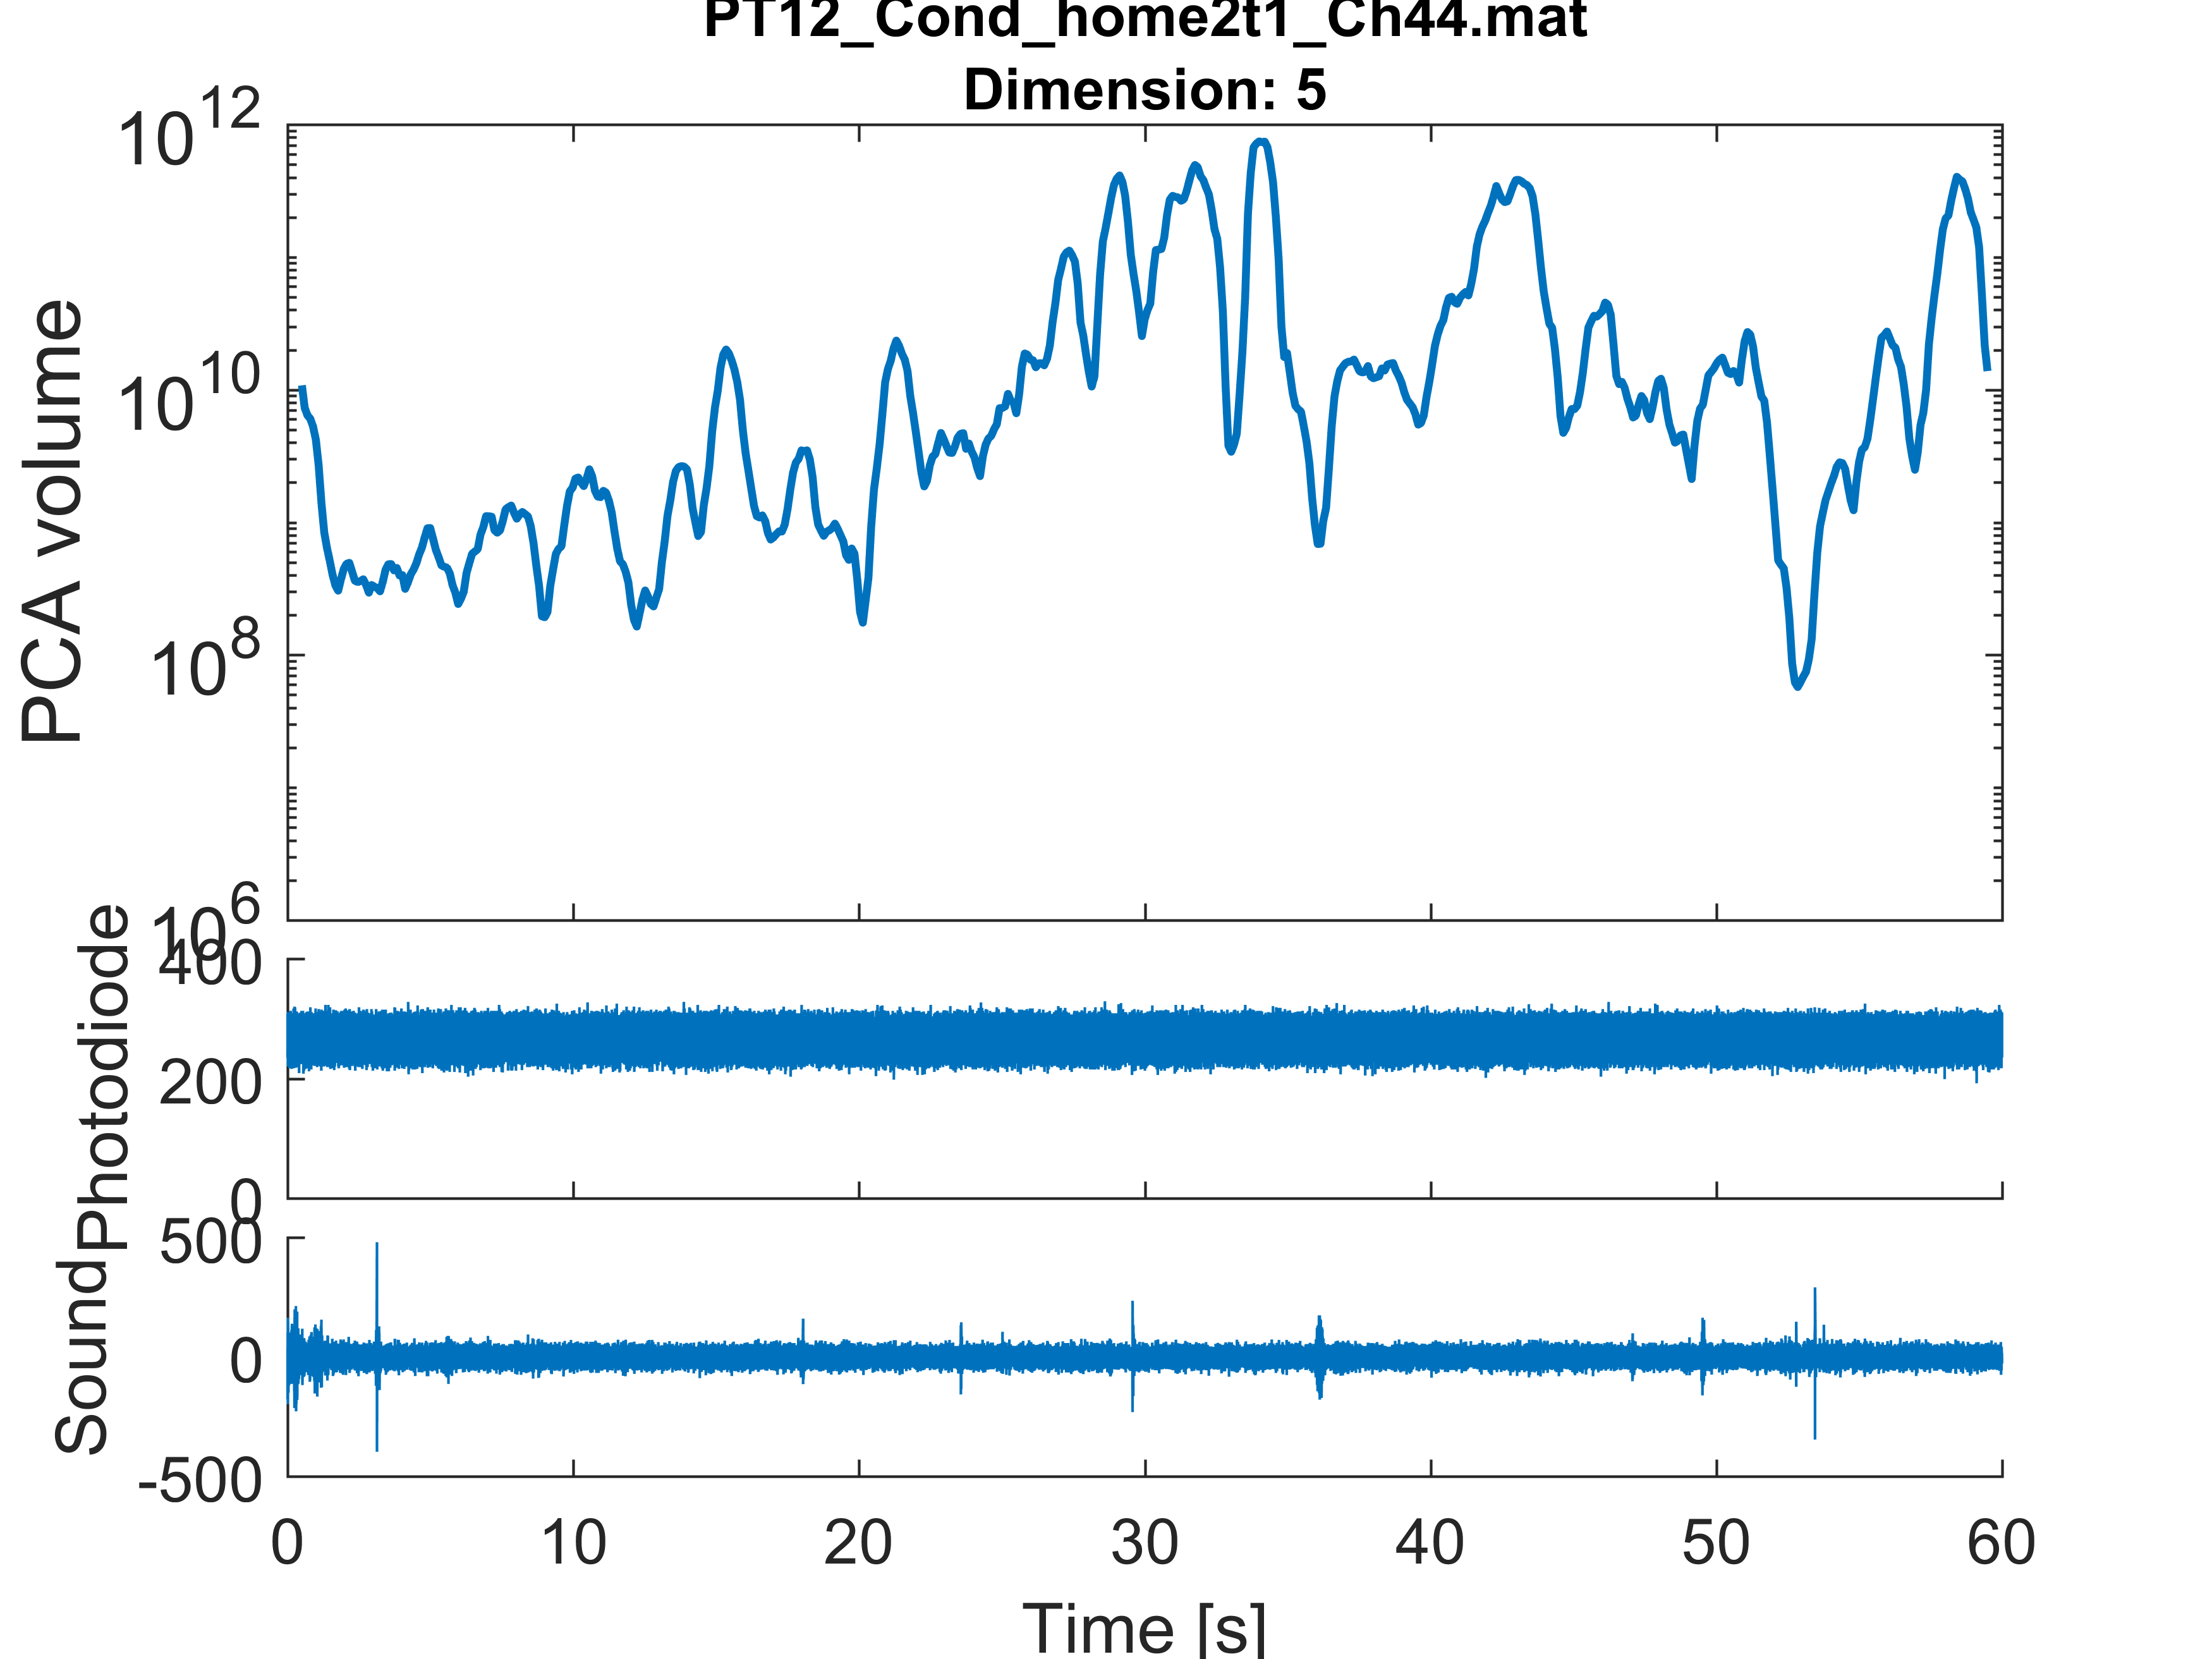 PT12_Cond_home2t1_Ch44.mat
Dimension: 5
PCA volume
10^12
10^10
10^8
10^6
Photodiode
400
200
0
Sound
500
0
-500
0 10 20 30 40 50 60
Time [s]